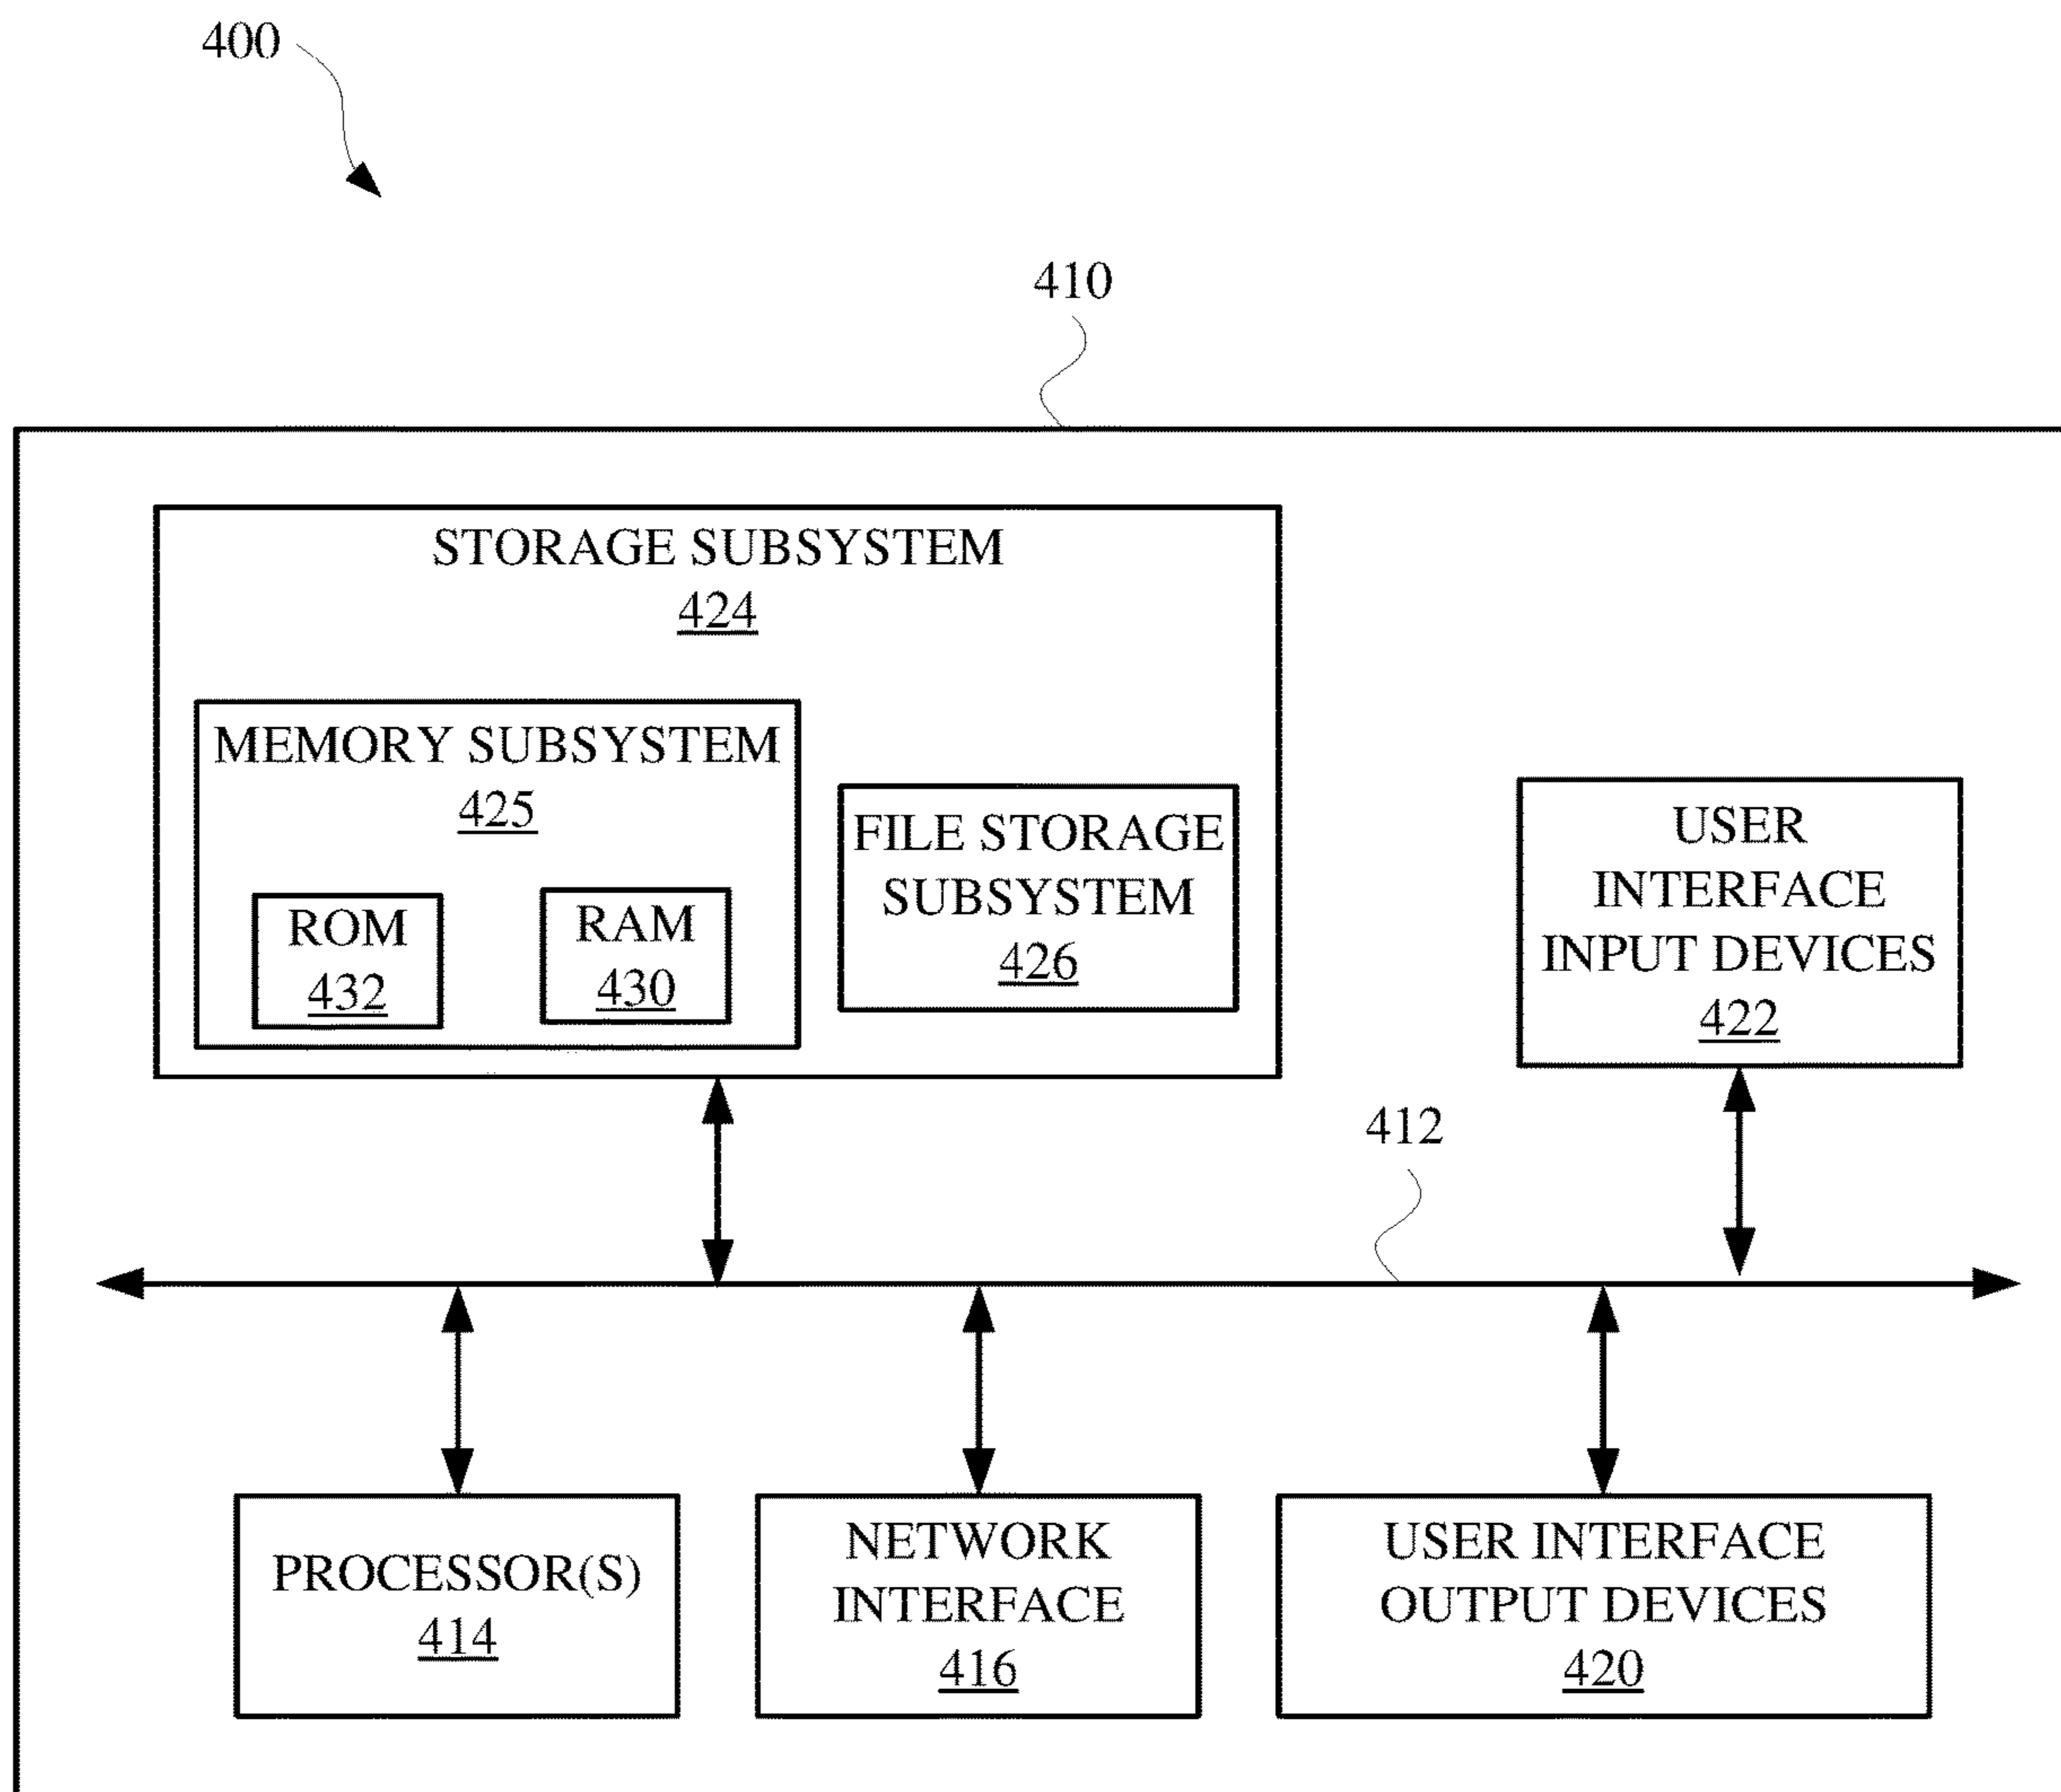 400
410
STORAGE SUBSYSTEM
424
MEMORY SUBSYSTEM
425
ROM
432
RAM
430
FILE STORAGE
SUBSYSTEM
426
USER
INTERFACE
INPUT DEVICES
422
412
PROCESSOR(S)
414
NETWORK
INTERFACE
416
USER INTERFACE
OUTPUT DEVICES
420